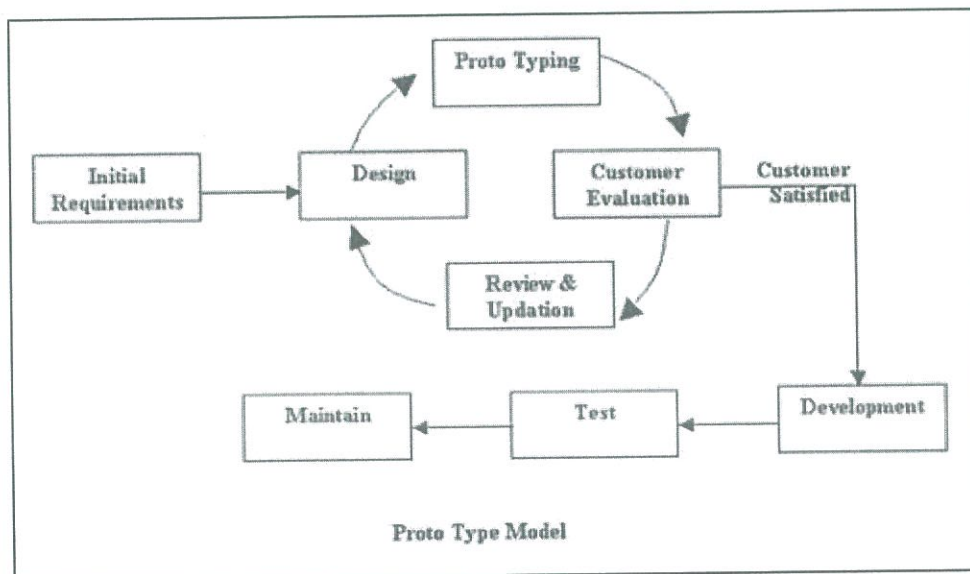 Proto Typing
Initial
Requirements
Design
Customer
Evaluation
Customer
Satisfied
Review &
Updation
Maintain
Test
Development
Proto Type Model